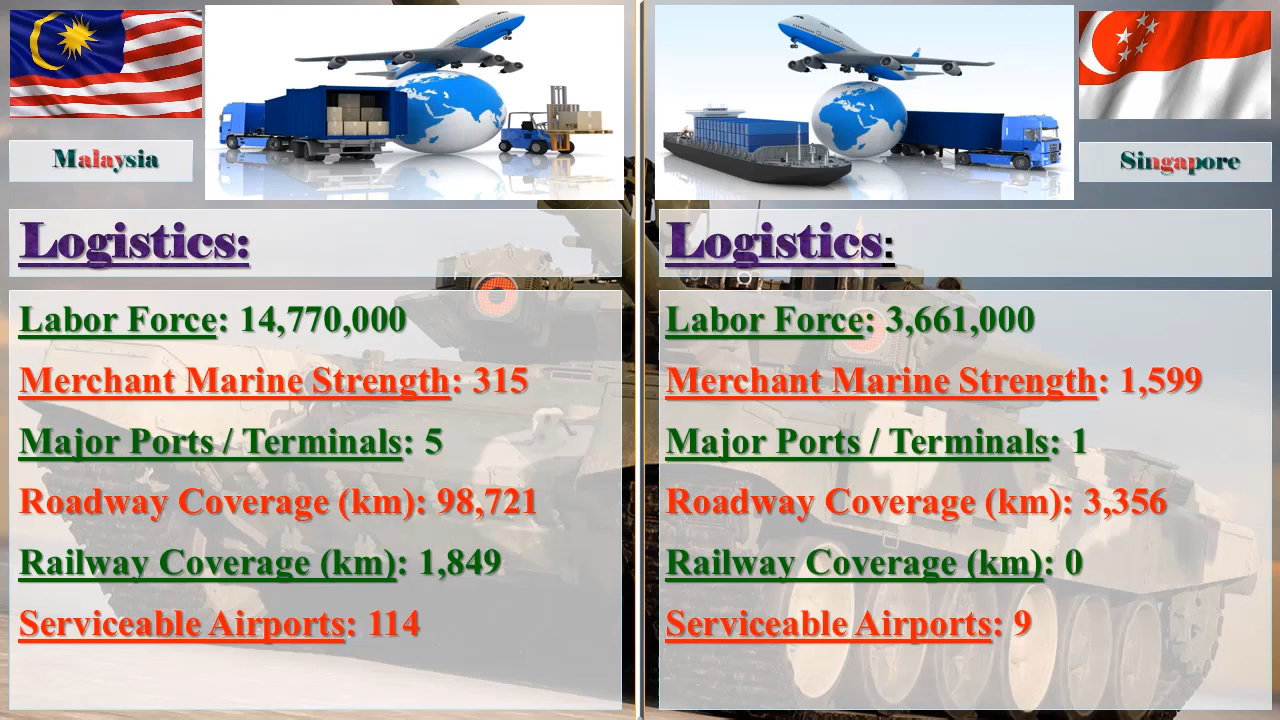 Malaysia
Logistics:
Labor Force: 14,770,000
Merchant Marine Strength: 315
Major Ports / Terminals: 5
Roadway Coverage (km): 98,721
Railway Coverage (km): 1,849
Serviceable Airports: 114
Singapore
Logistics:
Labor Force: 3,661,000
Merchant Marine Strength: 1,599
Major Ports / Terminals: 1
Roadway Coverage (km): 3,356
Railway Coverage (km): 0
Serviceable Airports: 9